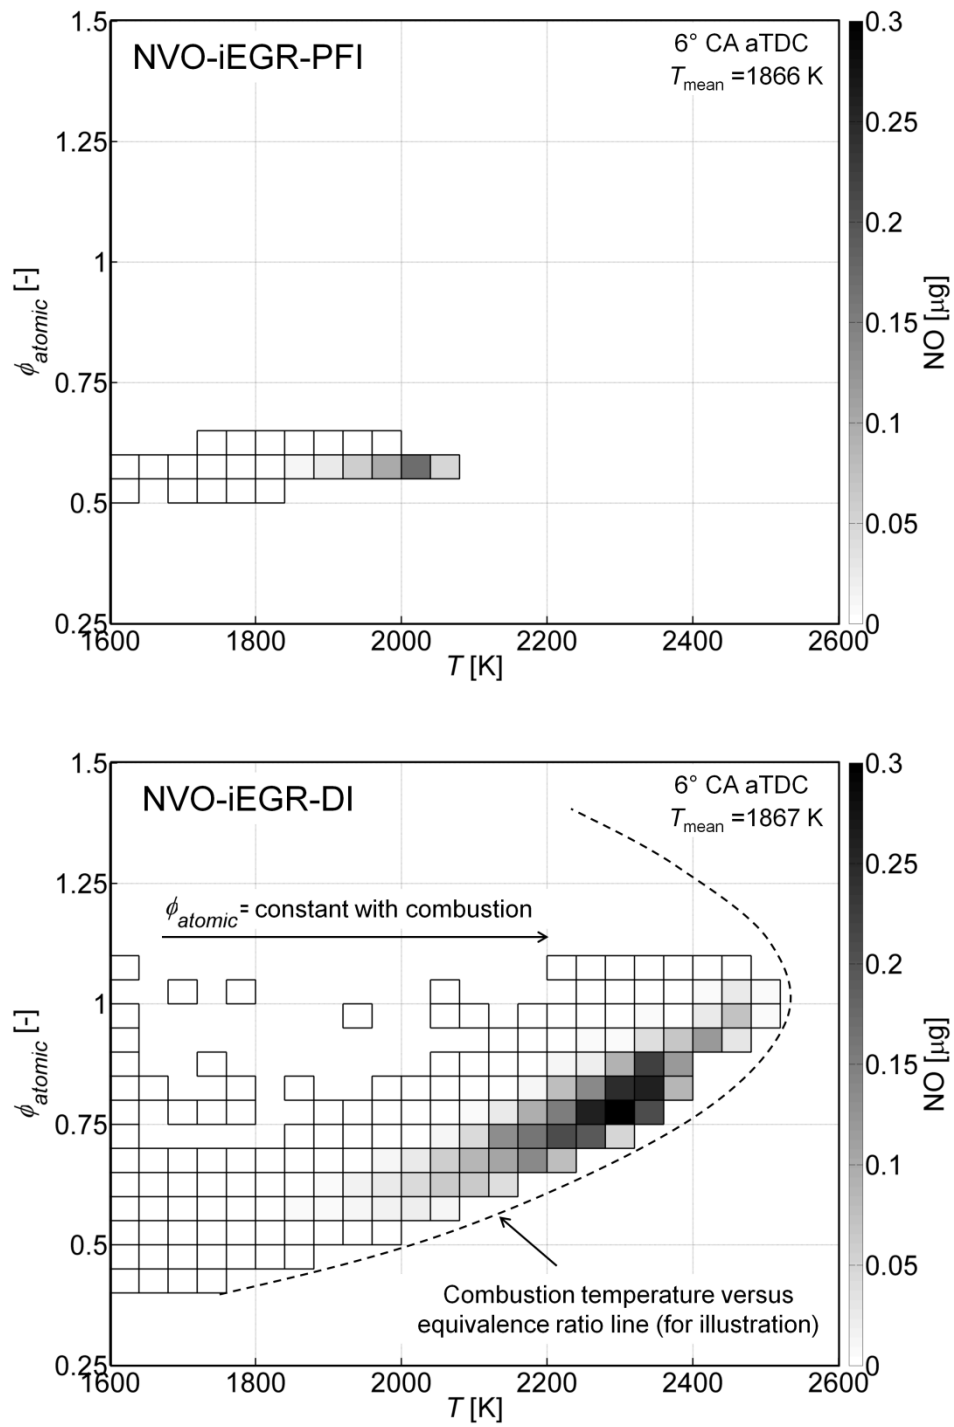 NVO-iEGR-PFI
6° CA aTDC
Tmean =1866 K
1.5
1.25
1
0.75
0.5
0.25
ϕatomic [-]
1600
1800
2000
2200
2400
2600
T [K]
0.3
0.25
0.2
0.15
0.1
0.05
0
NO [µg]
NVO-iEGR-DI
6° CA aTDC
Tmean =1867 K
ϕatomic = constant with combustion
Combustion temperature versus
equivalence ratio line (for illustration)
1.5
1.25
1
0.75
0.5
0.25
ϕatomic [-]
1600
1800
2000
2200
2400
2600
T [K]
0.3
0.25
0.2
0.15
0.1
0.05
0
NO [µg]